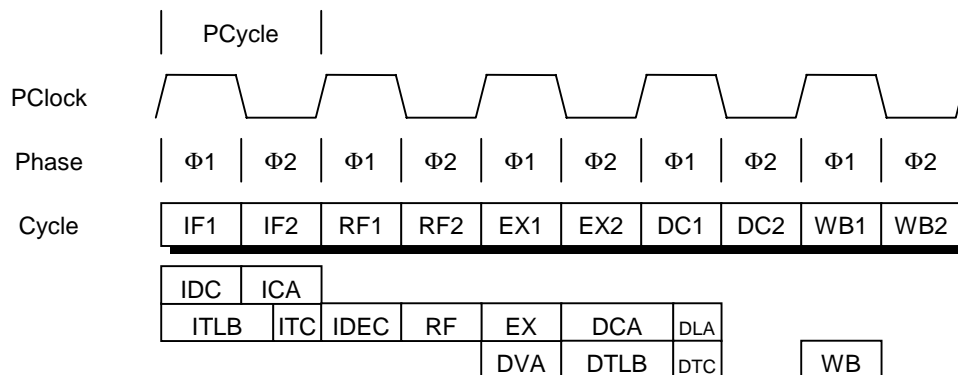 PCycle
PClock
Phase Φ1 Φ2 Φ1 Φ2 Φ1 Φ2 Φ1 Φ2 Φ1 Φ2
Cycle IF1 IF2 RF1 RF2 EX1 EX2 DC1 DC2 WB1 WB2
IDC ICA
ITLB ITC IDEC RF EX DCA DLA
DVA DTLB DTC WB